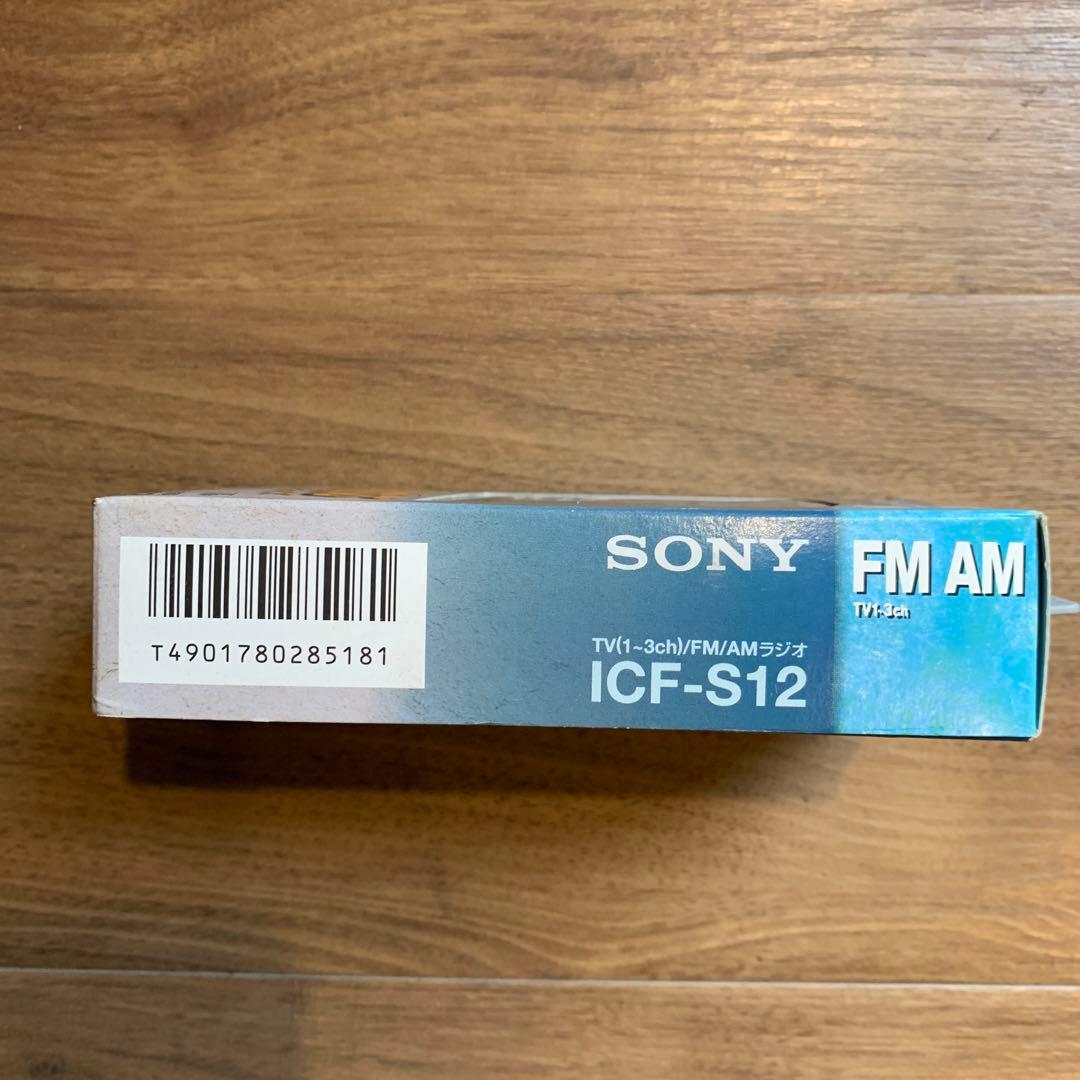 T4901780285181
SONY
TV(1~3ch)/FM/AMラジオ
ICF-S12
FM AM
TV1-3ch